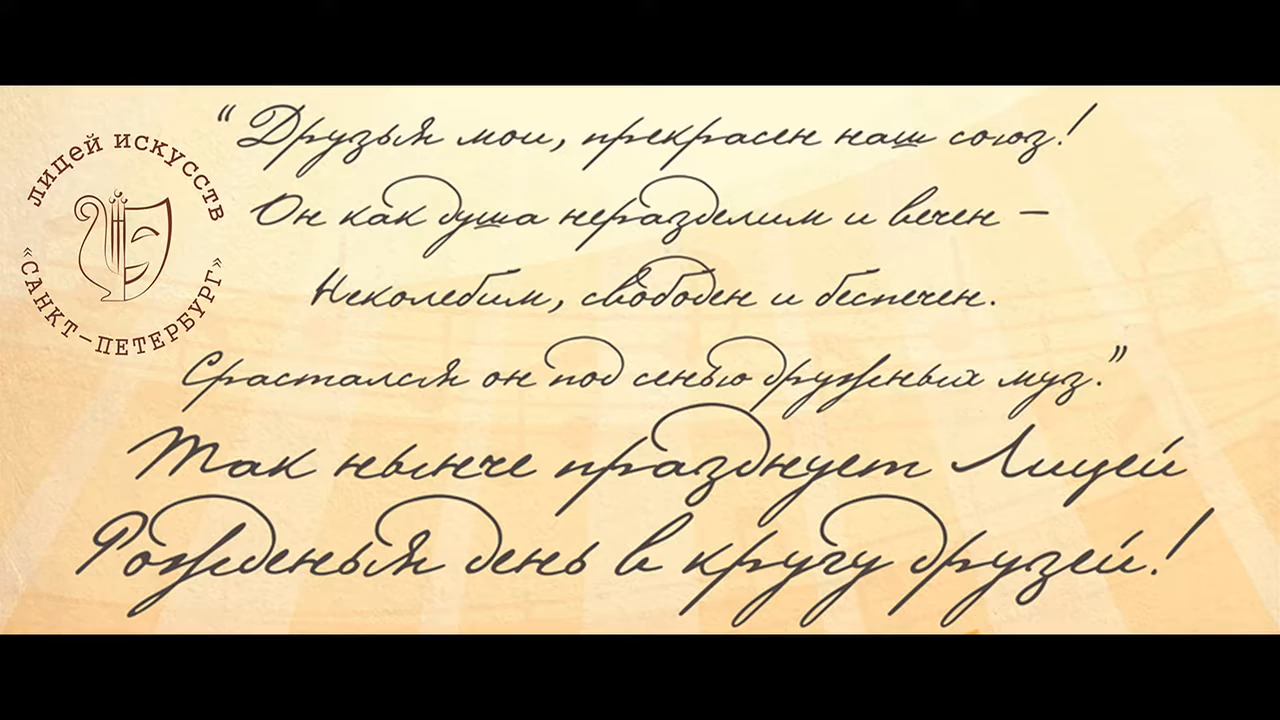 ЛИЦЕЙ ИСКУССТВ
«САНКТ-ПЕТЕРБУРГ»
“Друзья мои, прекрасен наш союз!
Он как душа неразделим и вечен –
Неколебим, свободен и беспечен.
Срастался он под сенью дружных муз.”
Так нынче празднует Лицей
Рожденья день в кругу друзей!